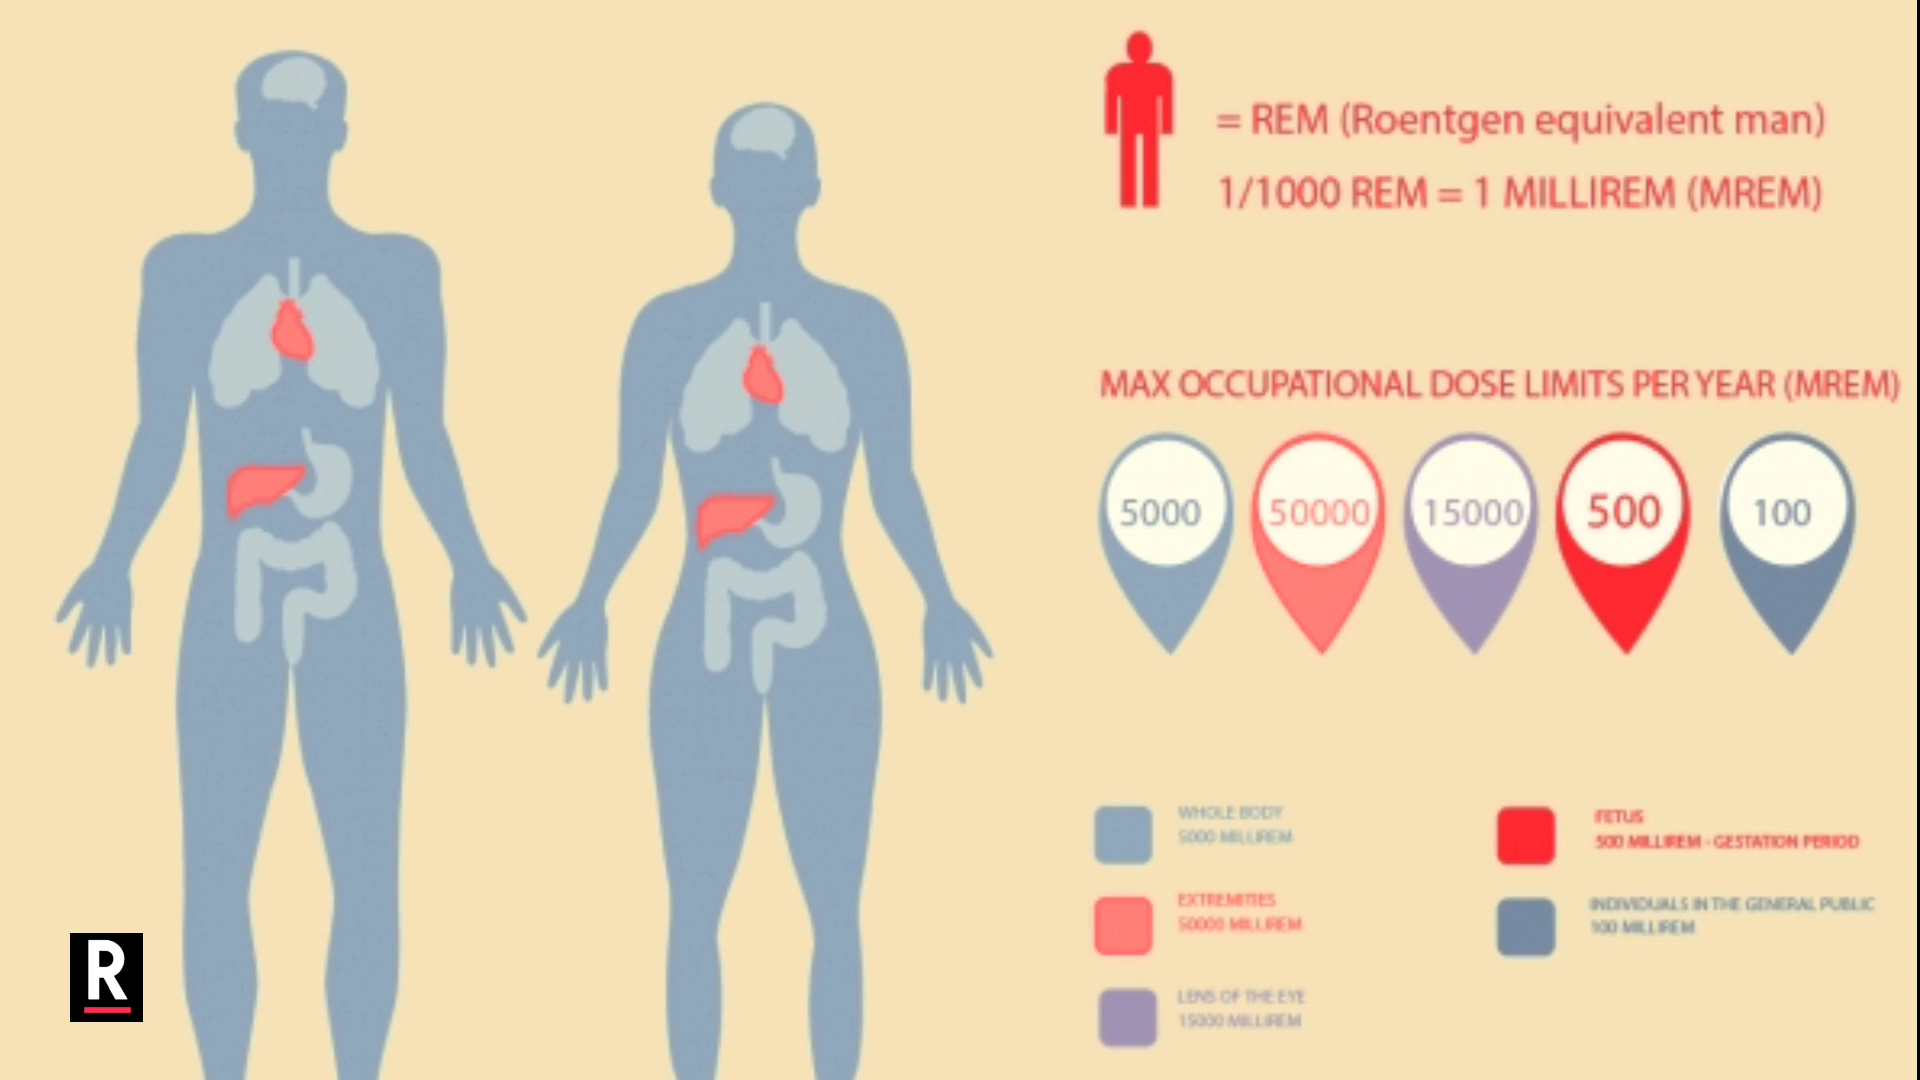 = REM (Roentgen equivalent man)
1/1000 REM = 1 MILLIREM (MREM)
MAX OCCUPATIONAL DOSE LIMITS PER YEAR (MREM)
5000 50000 15000 500 100
WHOLE BODY
5000 MILLIREM
EXTREMITIES
50000 MILLIREM
LENS OF THE EYE
15000 MILLIREM
FETUS
500 MILLIREM - GESTATION PERIOD
INDIVIDUALS IN THE GENERAL PUBLIC
100 MILLIREM
R